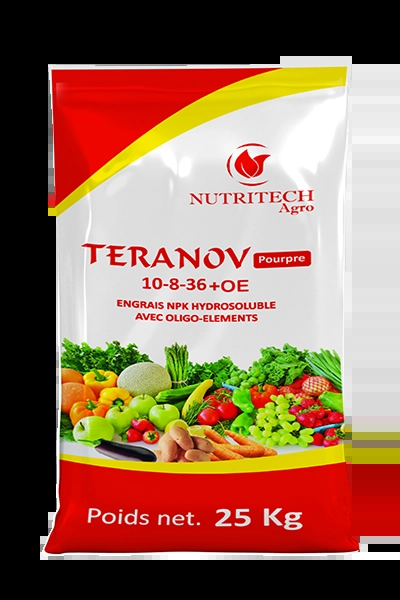 NUTRITECH
Agro
TERANOV Pourpre
10-8-36+OE
ENGRAIS NPK HYDROSOLUBLE
AVEC OLIGO-ELEMENTS
Poids net. 25 Kg